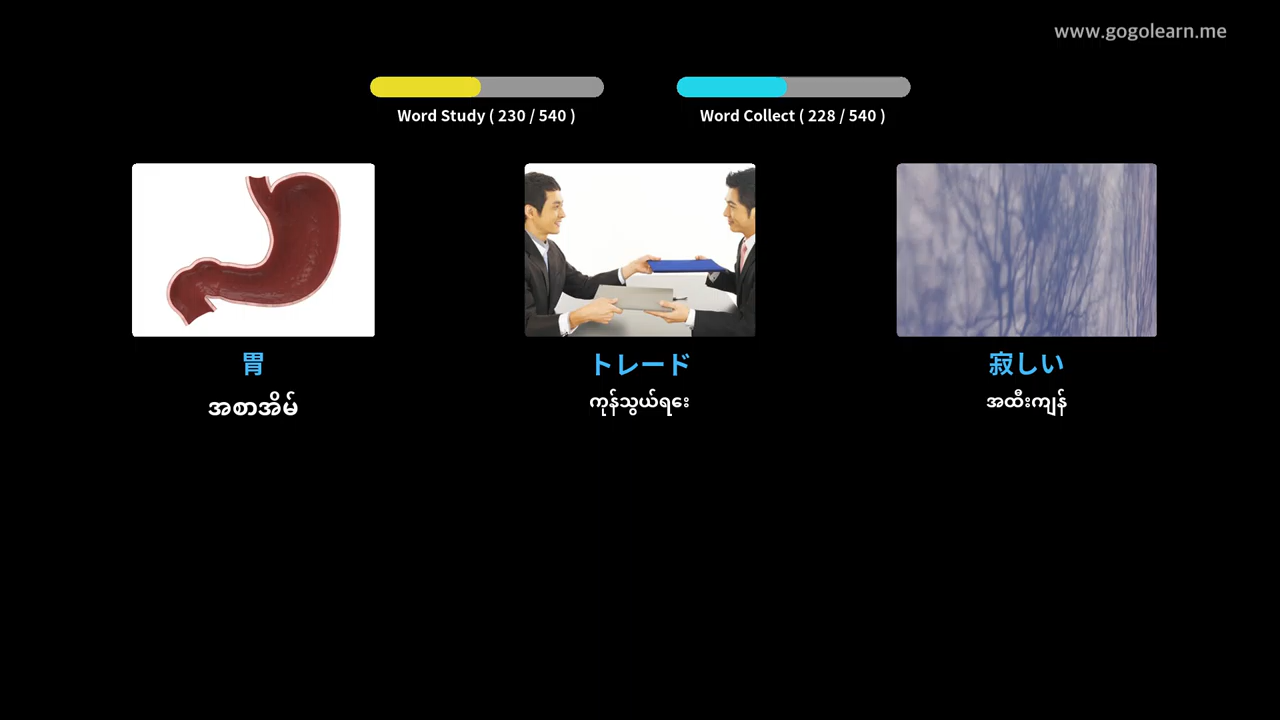 www.gogolearn.me
Word Study ( 230 / 540 )
Word Collect ( 228 / 540 )
胃
トレード
寂しい
အစာအိမ်
ကုန်သွယ်ရေး
အထီးကျန်